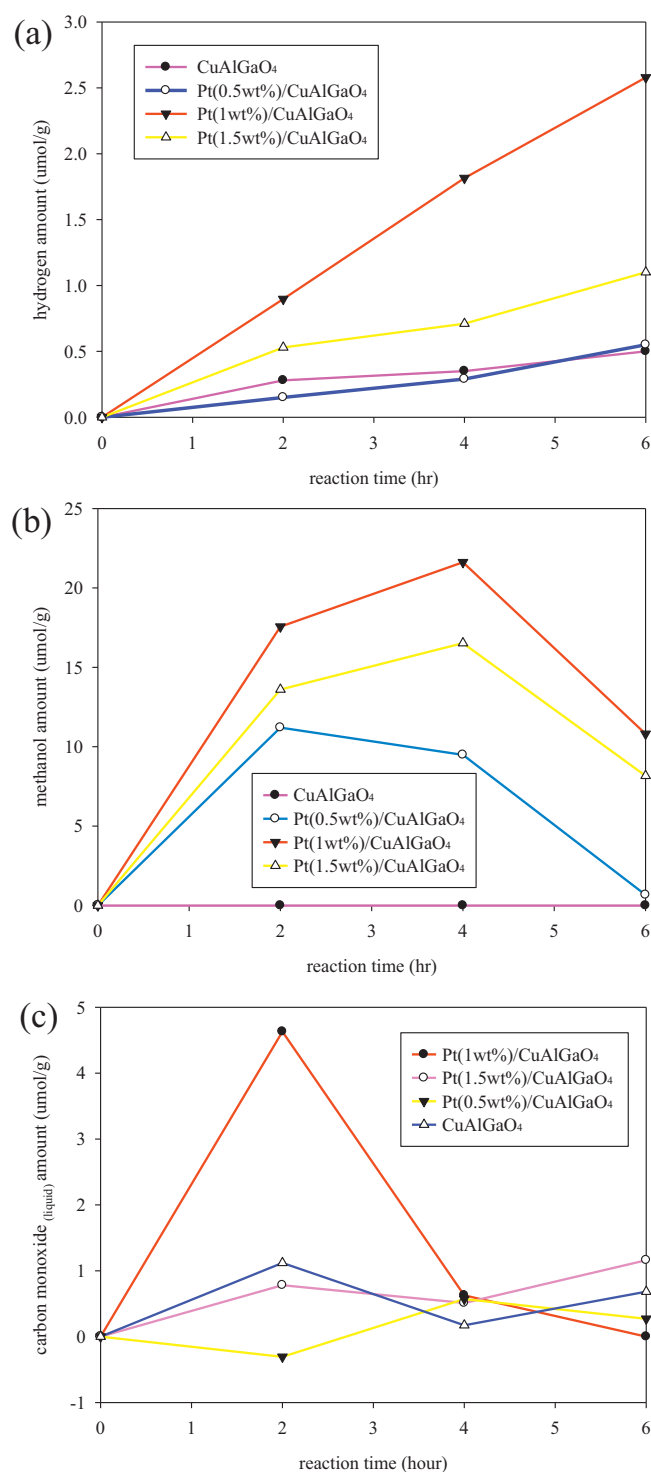 (a)
3.0
2.5
2.0
1.5
1.0
0.5
0.0
hydrogen amount (umol/g)
CuAlGaO₄
Pt(0.5wt%)/CuAlGaO₄
Pt(1wt%)/CuAlGaO₄
Pt(1.5wt%)/CuAlGaO₄
0 1 2 3 4 5 6
reaction time (hr)
(b)
25
20
15
10
5
0
methanol amount (umol/g)
CuAlGaO₄
Pt(0.5wt%)/CuAlGaO₄
Pt(1wt%)/CuAlGaO₄
Pt(1.5wt%)/CuAlGaO₄
0 1 2 3 4 5 6
reaction time (hr)
(c)
5
4
3
2
1
0
-1
carbon monoxide (liquid) amount (umol/g)
Pt(1wt%)/CuAlGaO₄
Pt(1.5wt%)/CuAlGaO₄
Pt(0.5wt%)/CuAlGaO₄
CuAlGaO₄
0 1 2 3 4 5 6
reaction time (hour)